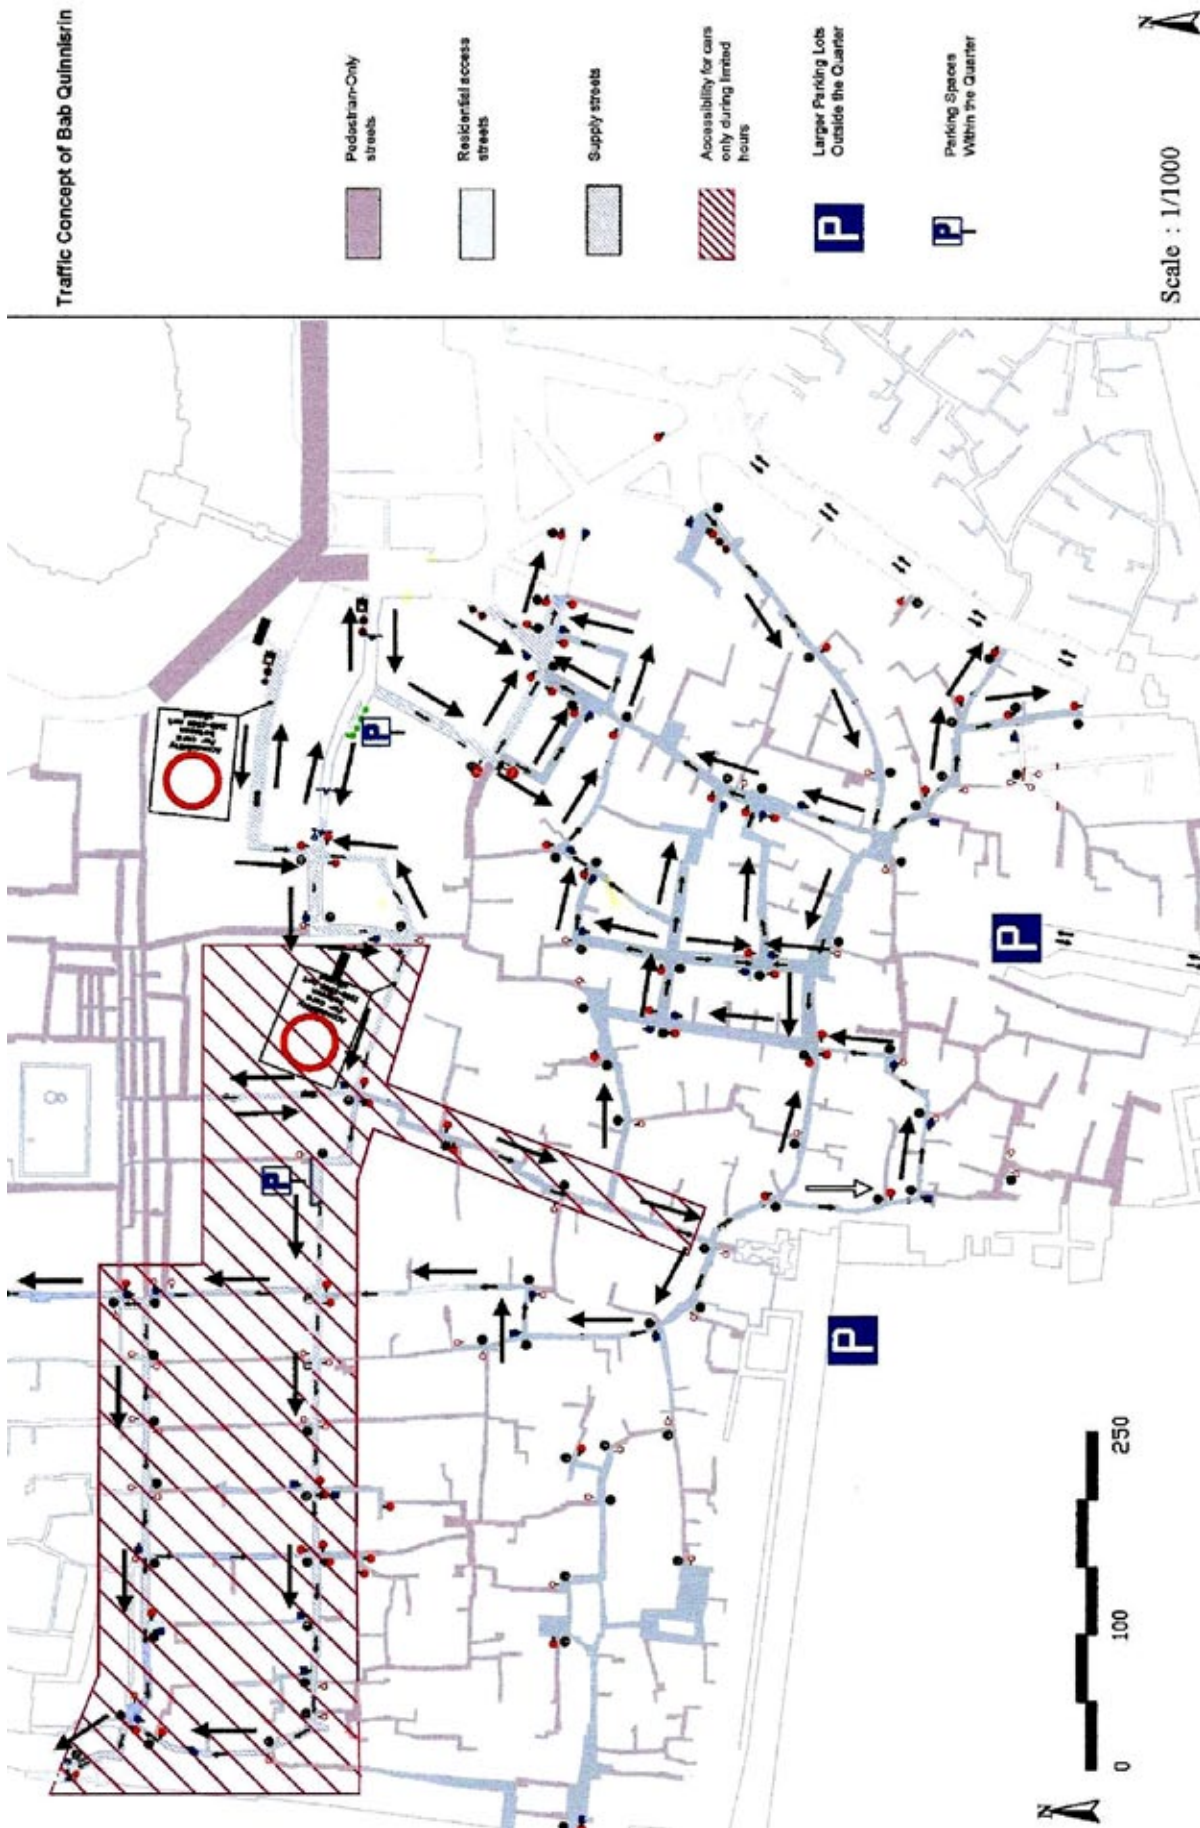 Traffic Concept of Bab Quinnisrin
Pedestrian-Only
streets
Residential access
streets
Supply streets
Accessibility for cars
only during limited
hours
P
Larger Parking Lots
Outside the Quarter
P
Parking Spaces
Within the Quarter
Scale : 1/1000
N
P
P
P
P
N
0
100
250